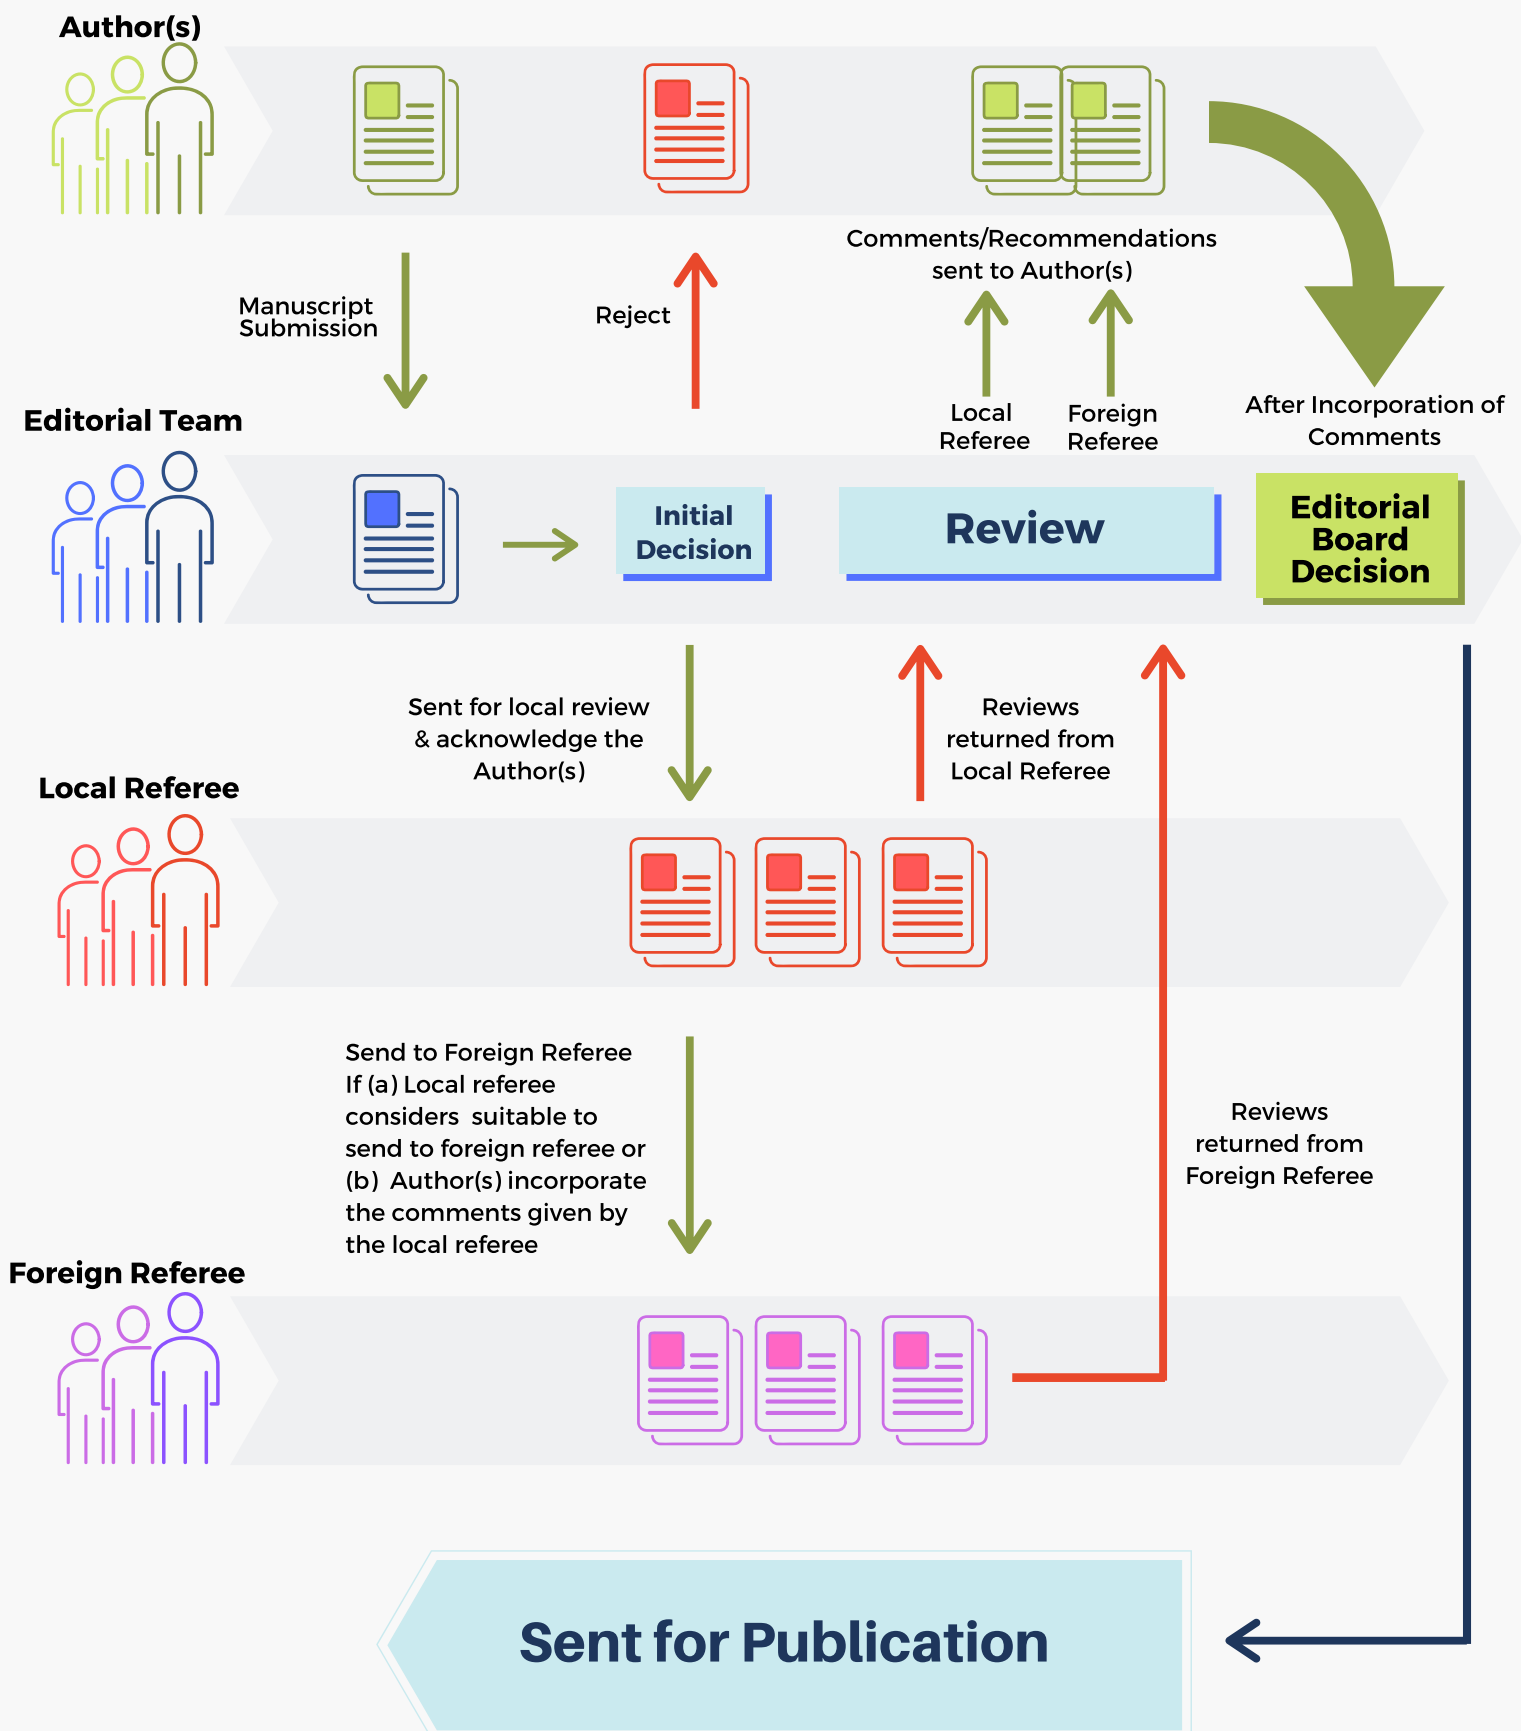 Author(s)
Manuscript
Submission
Reject
Comments/Recommendations
sent to Author(s)
Local
Referee
Foreign
Referee
After Incorporation of
Comments
Editorial Team
Initial
Decision
Review
Editorial
Board
Decision
Sent for local review
& acknowledge the
Author(s)
Reviews
returned from
Local Referee
Local Referee
Send to Foreign Referee
If (a) Local referee
considers suitable to
send to foreign referee or
(b) Author(s) incorporate
the comments given by
the local referee
Reviews
returned from
Foreign Referee
Foreign Referee
Sent for Publication